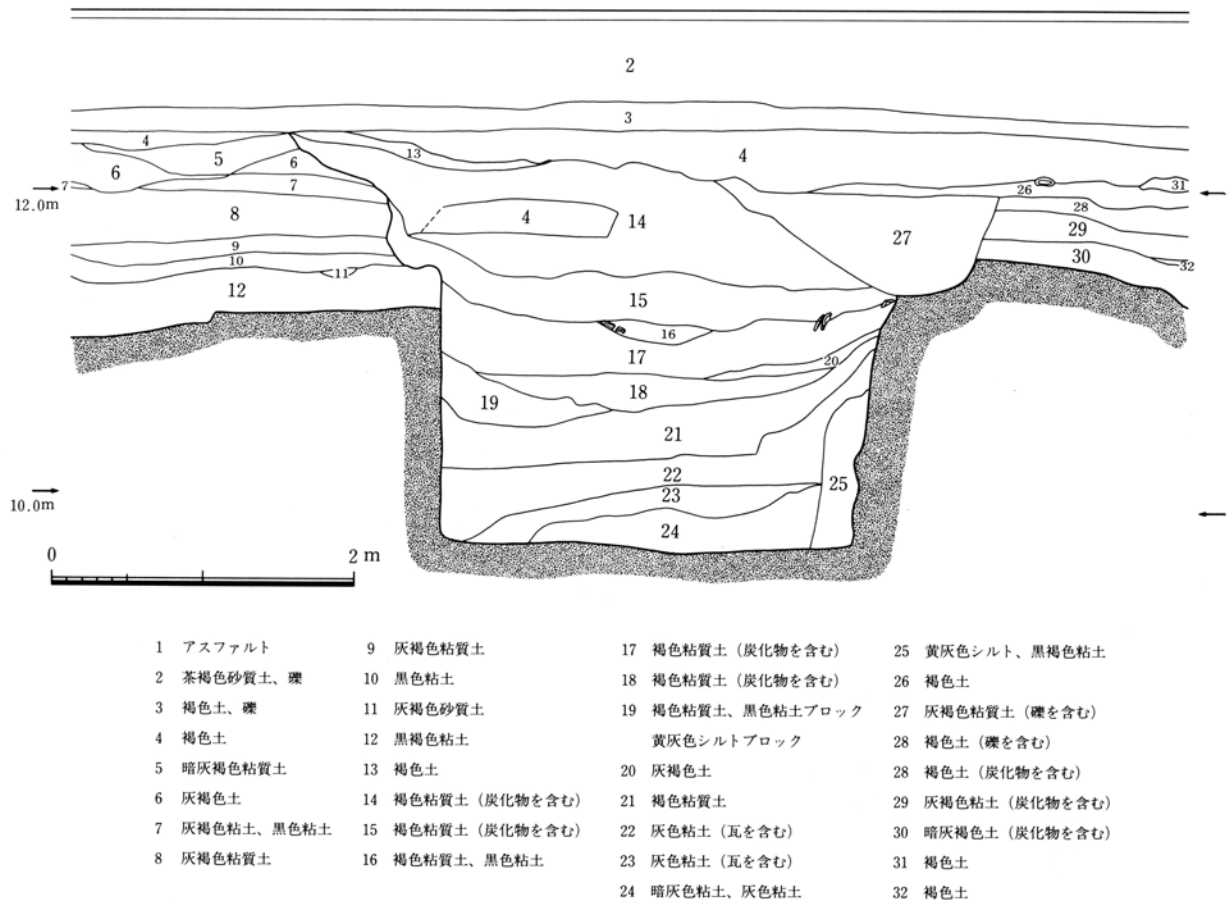 2
3
4
13
4
5
6
6
7
7
12.0m
8
9
10
11
12
4
14
15
16
17
18
19
20
21
22
23
24
25
26
27
28
29
30
31
32
10.0m
0 2 m
1 アスファルト
2 茶褐色砂質土、礫
3 褐色土、礫
4 褐色土
5 暗灰褐色粘質土
6 灰褐色土
7 灰褐色粘土、黒色粘土
8 灰褐色粘質土
9 灰褐色粘質土
10 黒色粘土
11 灰褐色砂質土
12 黒褐色粘土
13 褐色土
14 褐色粘質土（炭化物を含む）
15 褐色粘質土（炭化物を含む）
16 褐色粘質土、黒色粘土
17 褐色粘質土（炭化物を含む）
18 褐色粘質土（炭化物を含む）
19 褐色粘質土、黒色粘土ブロック
黄灰色シルトブロック
20 灰褐色土
21 褐色粘質土
22 灰色粘土（瓦を含む）
23 灰色粘土（瓦を含む）
24 暗灰色粘土、灰色粘土
25 黄灰色シルト、黒褐色粘土
26 褐色土
27 灰褐色粘質土（礫を含む）
28 褐色土（礫を含む）
28 褐色土（炭化物を含む）
29 灰褐色粘土（炭化物を含む）
30 暗灰褐色土（炭化物を含む）
31 褐色土
32 褐色土